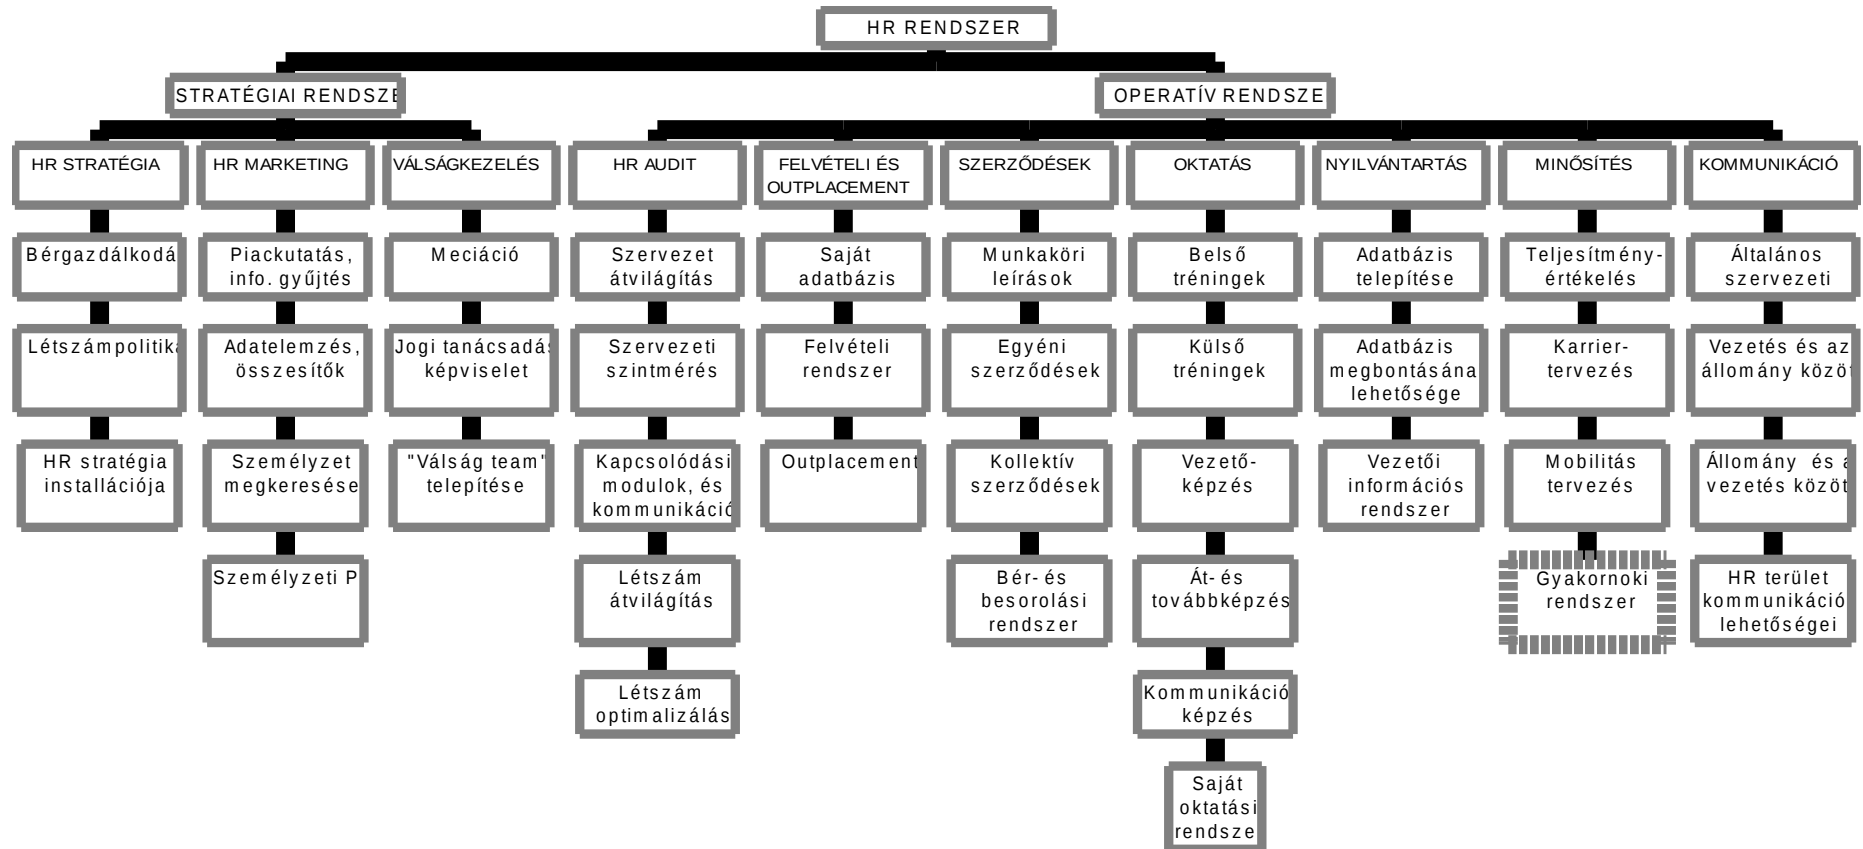 HR RENDSZER
STRATÉGIAI RENDSZE
OPERATÍV RENDSZE
HR STRATÉGIA
HR MARKETING
VÁLSÁGKEZELÉS
HR AUDIT
FELVÉTELI ÉS
OUTPLACEMENT
SZERZŐDÉSEK
OKTATÁS
NYILVÁNTARTÁS
MINŐSÍTÉS
KOMMUNIKÁCIÓ
Bérgazdálkodá
Piackutatás,
info. gyűjtés
Meciáció
Szervezet
átvilágítás
Saját
adatbázis
Munkaköri
leírások
Belső
tréningek
Adatbázis
telepítése
Teljesítmény-
értékelés
Általános
szervezeti
Létszámpolitika
Adatelemzés,
összesítők
Jogi tanácsadás
képviselet
Szervezeti
szintmérés
Felvételi
rendszer
Egyéni
szerződések
Külső
tréningek
Adatbázis
megbontásána
lehetősége
Karrier-
tervezés
Vezetés és az
állomány közöt
HR stratégia
installációja
Személyzet
megkeresése
"Válság team"
telepítése
Kapcsolódási
modulok, és
kommunikáció
Outplacement
Kollektív
szerződések
Vezető-
képzés
Vezetői
információs
rendszer
Mobilitás
tervezés
Állomány és a
vezetés közöt
Személyzeti P
Létszám
átvilágítás
Bér- és
besorolási
rendszer
Át- és
továbbképzés
Gyakornoki
rendszer
HR terület
kommunikáció
lehetőségei
Létszám
optimalizálás
Kommunikáció
képzés
Saját
oktatási
rendsze